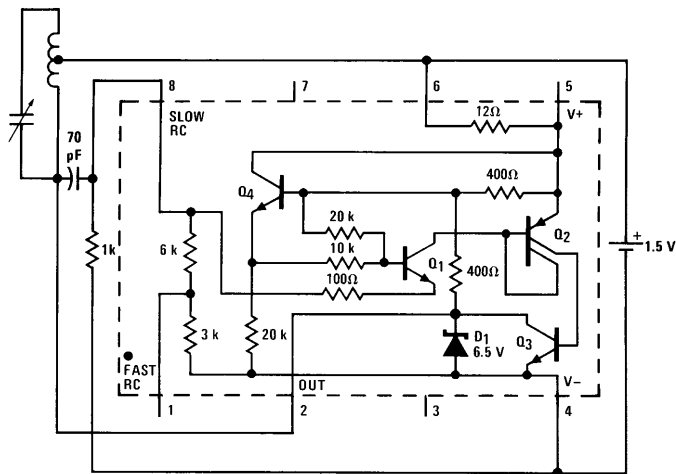 8
7
6
5
SLOW
RC
12Ω
V+
70
pF
Q4
400Ω
20 k
Q2
1k
6 k
10 k
Q1
400Ω
+
1.5 V
100Ω
3 k
20 k
D1
6.5 V
Q3
FAST
RC
OUT
V−
1
2
3
4